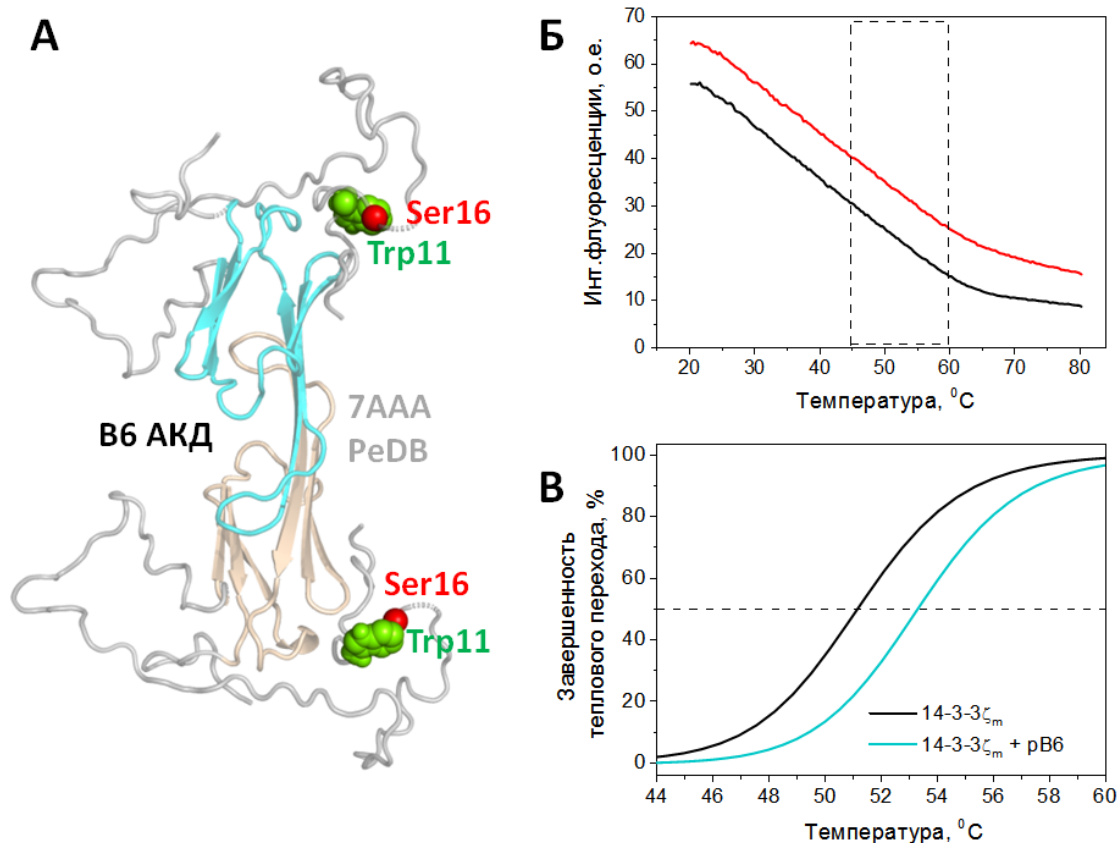 А
Ser16
Trp11
7AAA
PeDB
В6 АКД
Ser16
Trp11
Б
Инт.флуоресценции, о.е.
70
60
50
40
30
20
10
0
20 30 40 50 60 70 80
Температура, ⁰C
В
Завершенность
теплового перехода, %
100
80
60
40
20
0
14-3-3ζₘ
14-3-3ζₘ + pB6
44 46 48 50 52 54 56 58 60
Температура, ⁰C